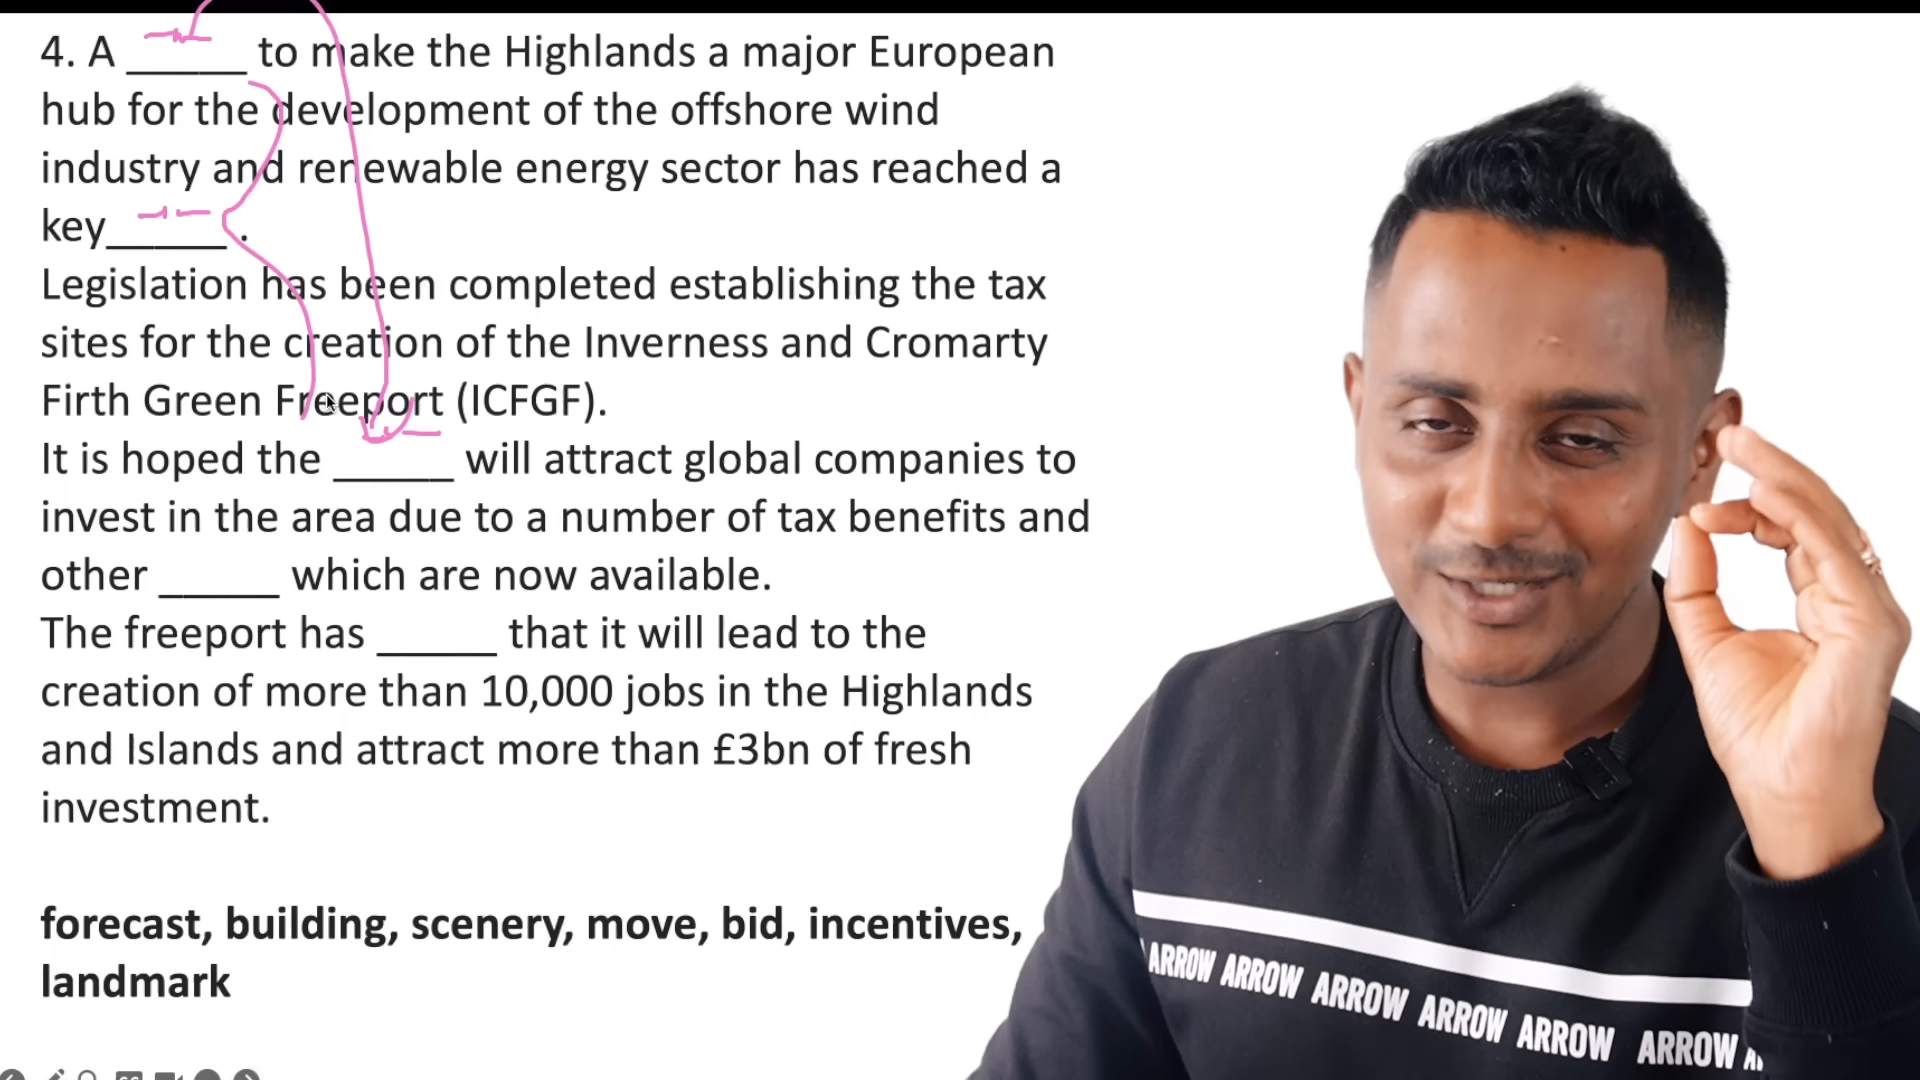 4. A _____ to make the Highlands a major European
hub for the development of the offshore wind
industry and renewable energy sector has reached a
key_____ .
Legislation has been completed establishing the tax
sites for the creation of the Inverness and Cromarty
Firth Green Freeport (ICFGF).
It is hoped the _____ will attract global companies to
invest in the area due to a number of tax benefits and
other _____ which are now available.
The freeport has _____ that it will lead to the
creation of more than 10,000 jobs in the Highlands
and Islands and attract more than £3bn of fresh
investment.
forecast, building, scenery, move, bid, incentives,
landmark
ARROW ARROW ARROW ARROW ARROW ARROW